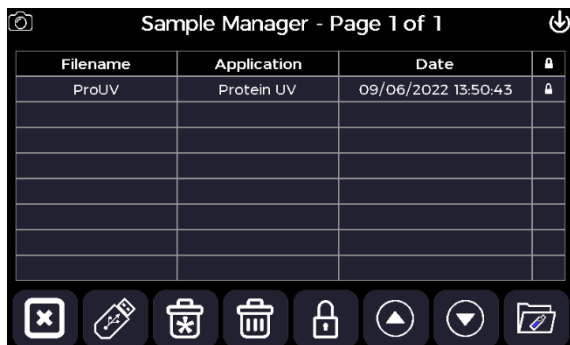 Sample Manager - Page 1 of 1
Filename Application Date
ProUV Protein UV 09/06/2022 13:50:43